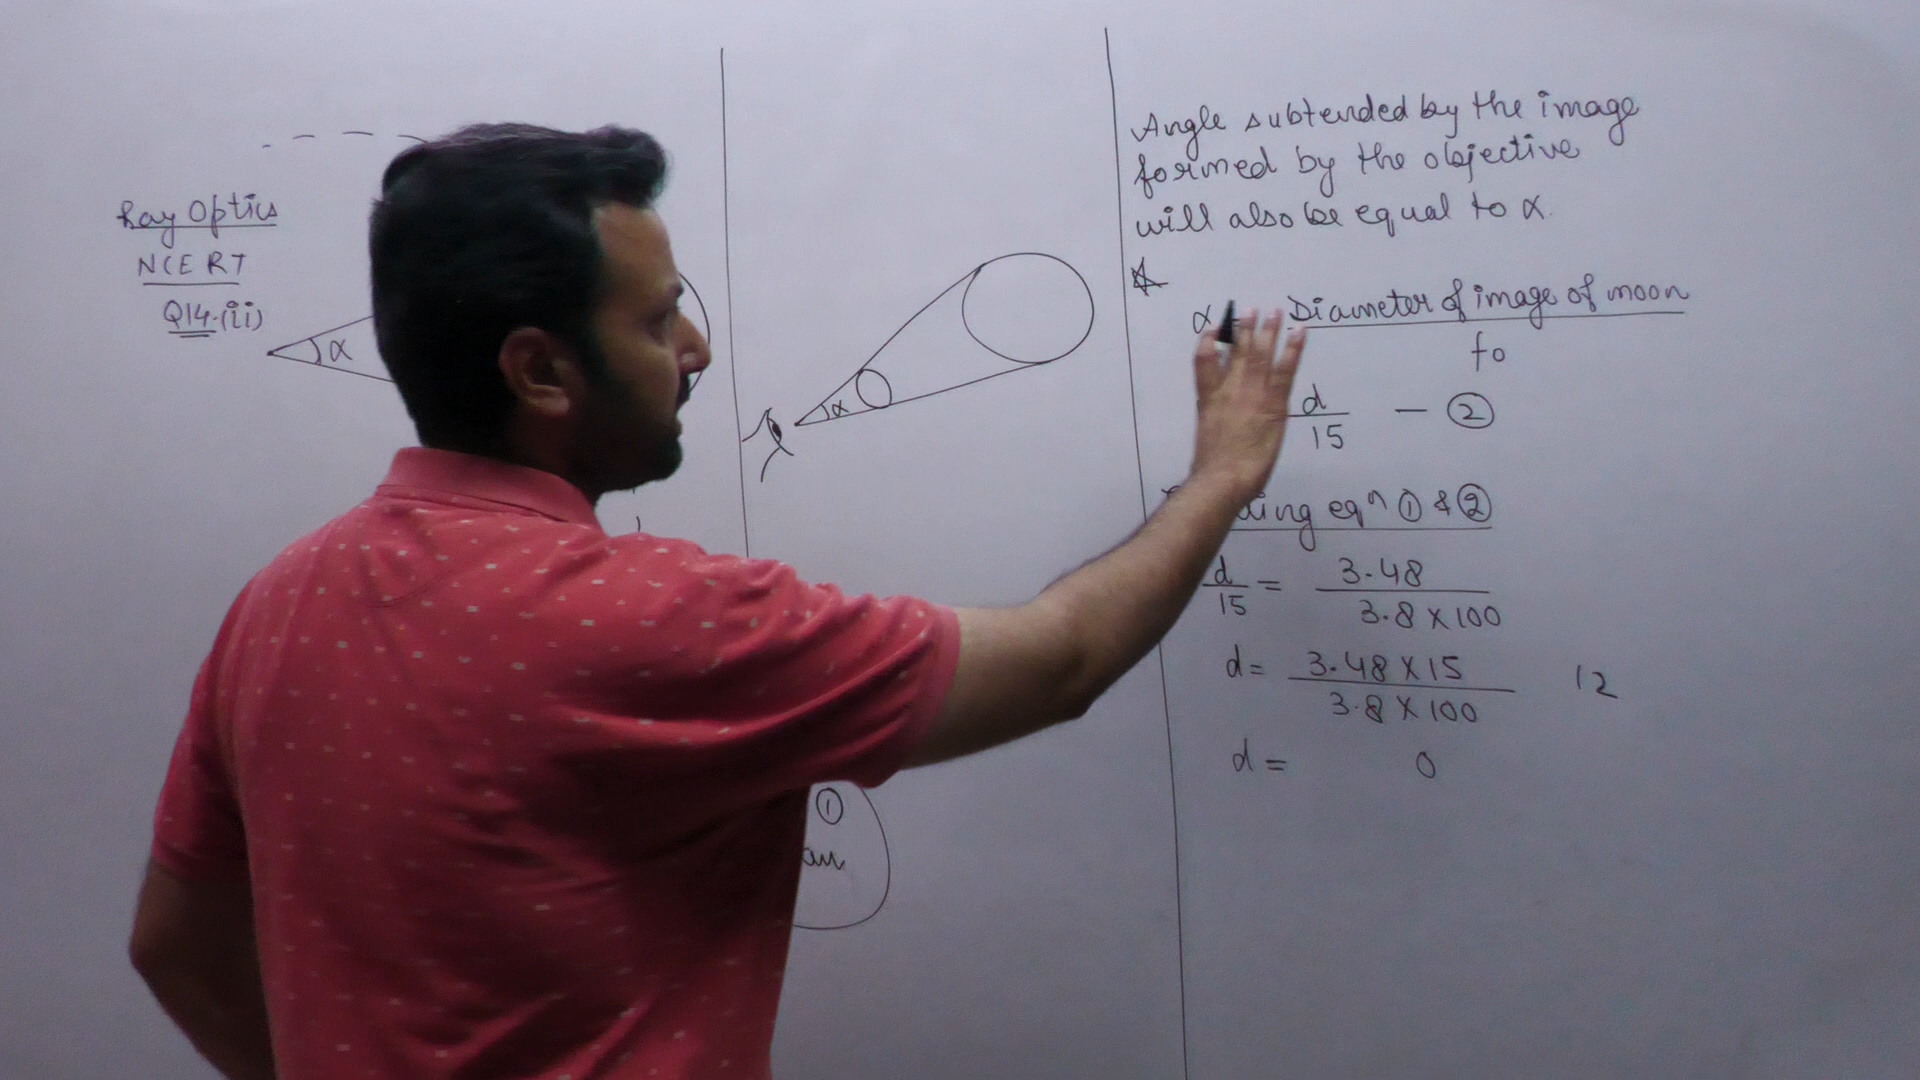 Ray Optics
NCERT
Q14.(ii)
α
α
①
Angle subtended by the image
formed by the objective
will also be equal to α.
α = Diameter of image of moon
fo
d
15 — ②
eqⁿ ① & ②
d/15 = 3.48
3.8 × 100
d = 3.48 × 15
3.8 × 100
12
d = 0